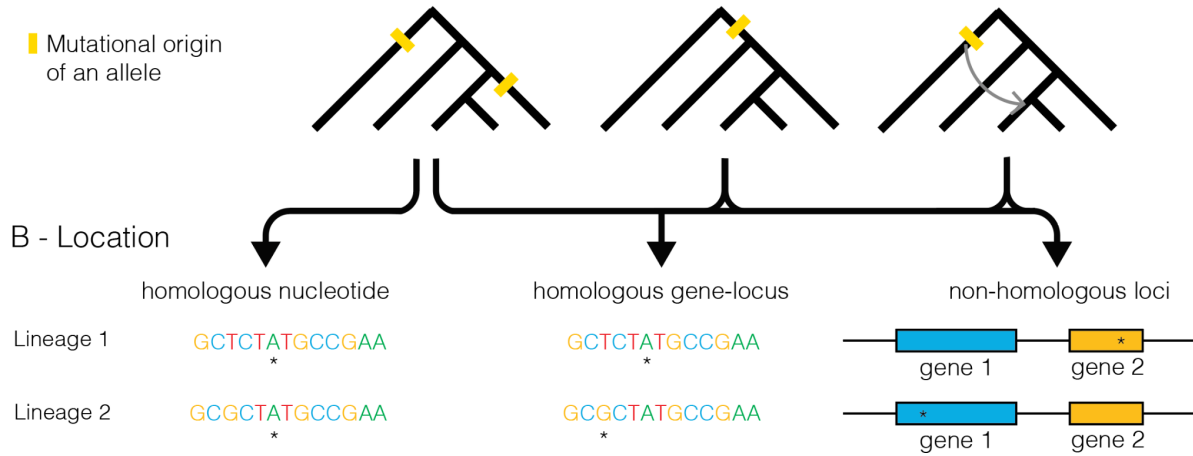 Mutational origin
of an allele
B - Location
homologous nucleotide
homologous gene-locus
non-homologous loci
Lineage 1
GCTCTATGCCGAA
*
GCTCTATGCCGAA
*
*
gene 1
gene 2
Lineage 2
GCGCTATGCCGAA
*
GCGCTATGCCGAA
*
*
gene 1
gene 2